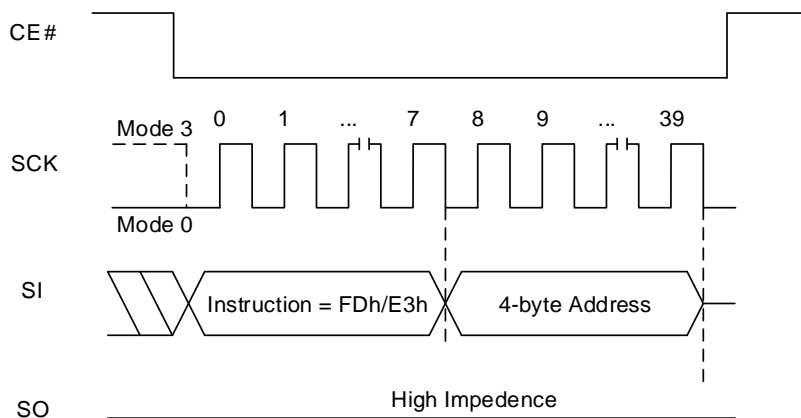 CE#
0 1 ... 7 8 9 ... 39
Mode 3
SCK
Mode 0
SI
Instruction = FDh/E3h
4-byte Address
High Impedence
SO